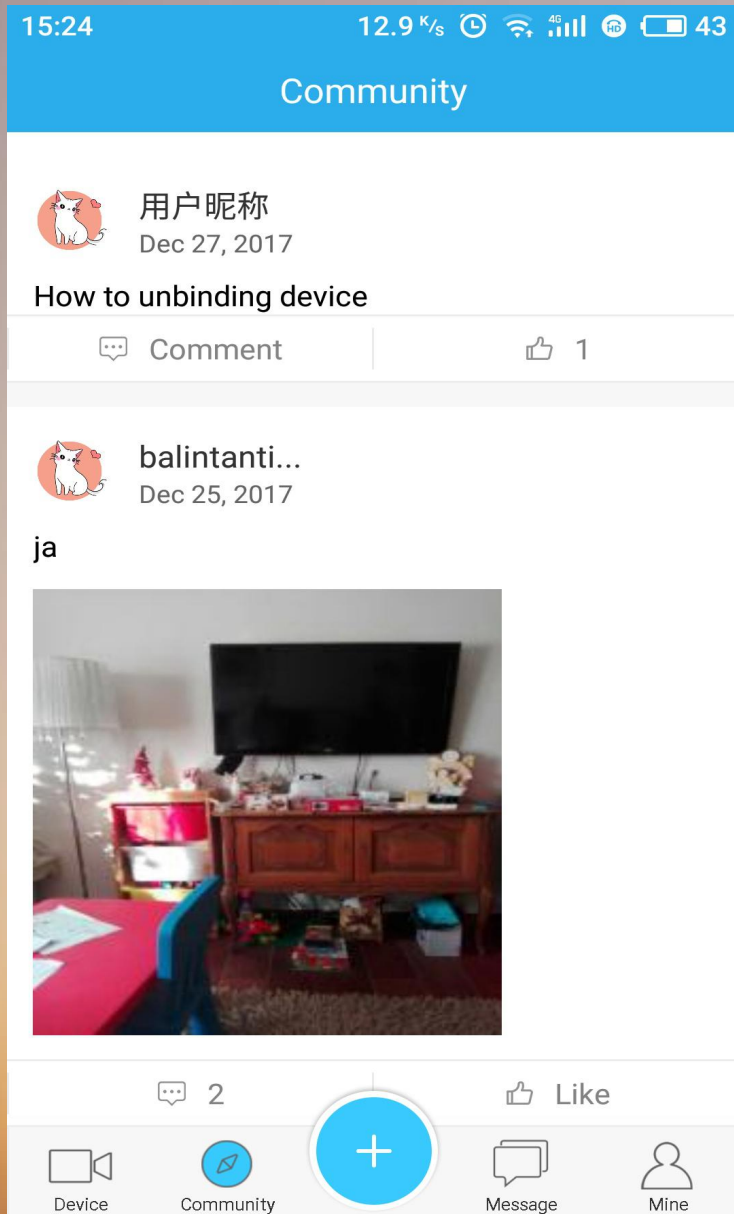 15:24 12.9 K/s 4G HD 43
Community
用户昵称
Dec 27, 2017
How to unbinding device
Comment 1
balintanti...
Dec 25, 2017
ja
2 Like
Device Community Message Mine